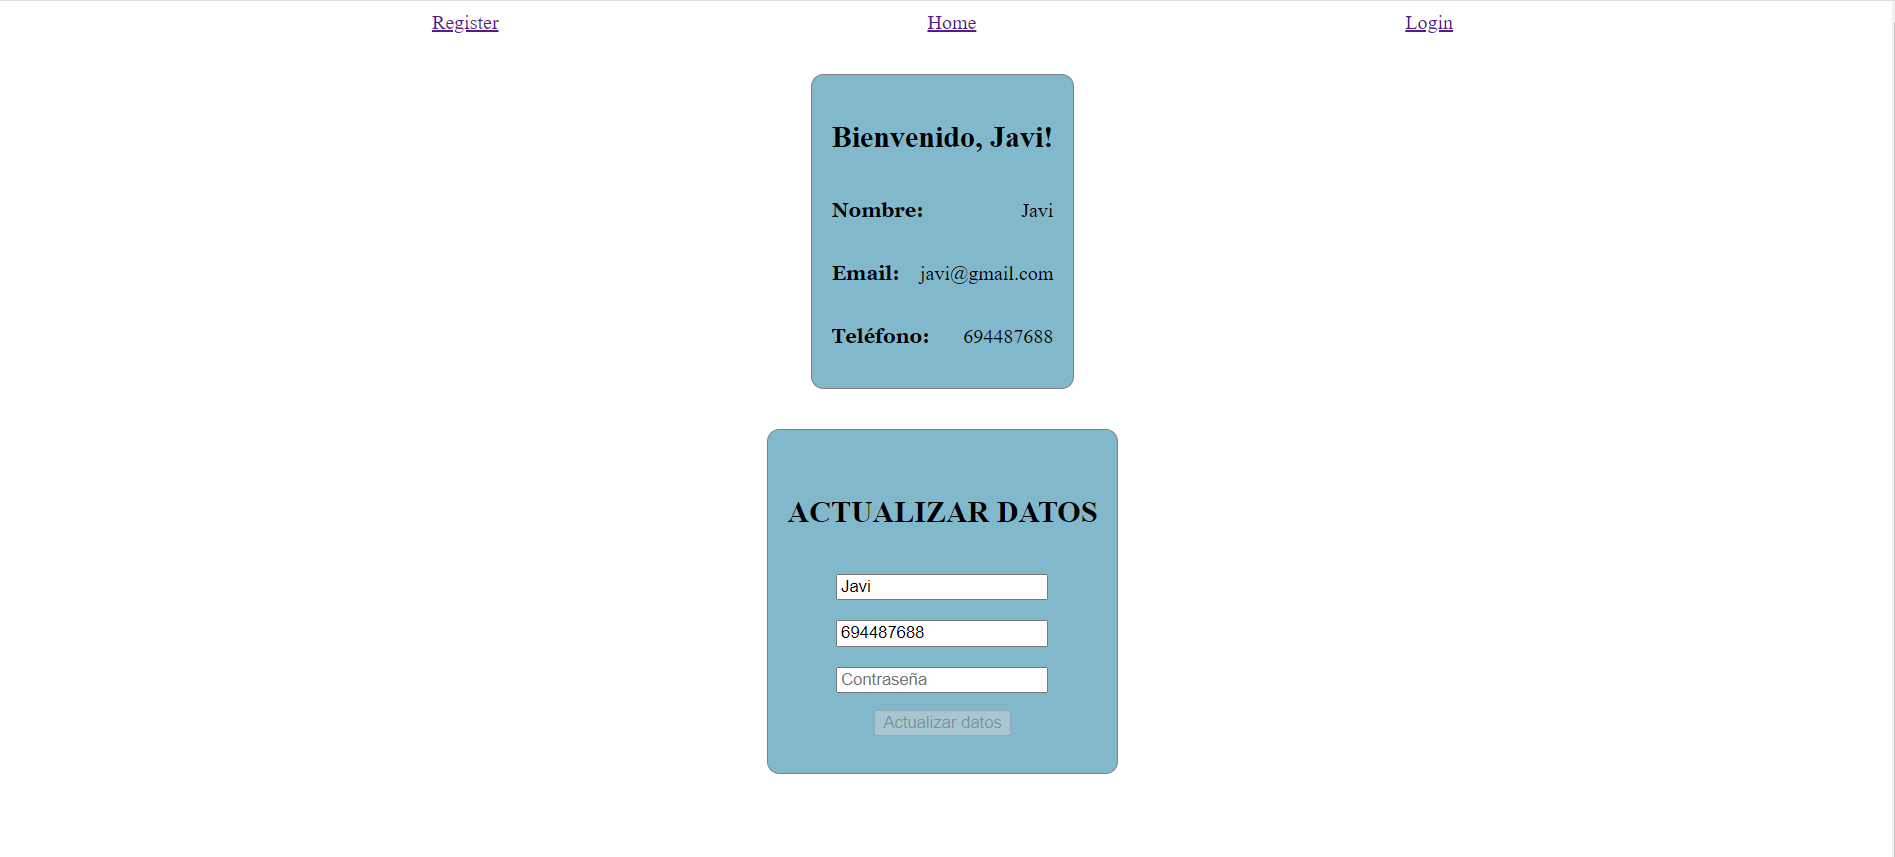 Register Home Login
Bienvenido, Javi!
Nombre: Javi
Email: javi@gmail.com
Teléfono: 694487688
ACTUALIZAR DATOS
Javi
694487688
Contraseña
Actualizar datos